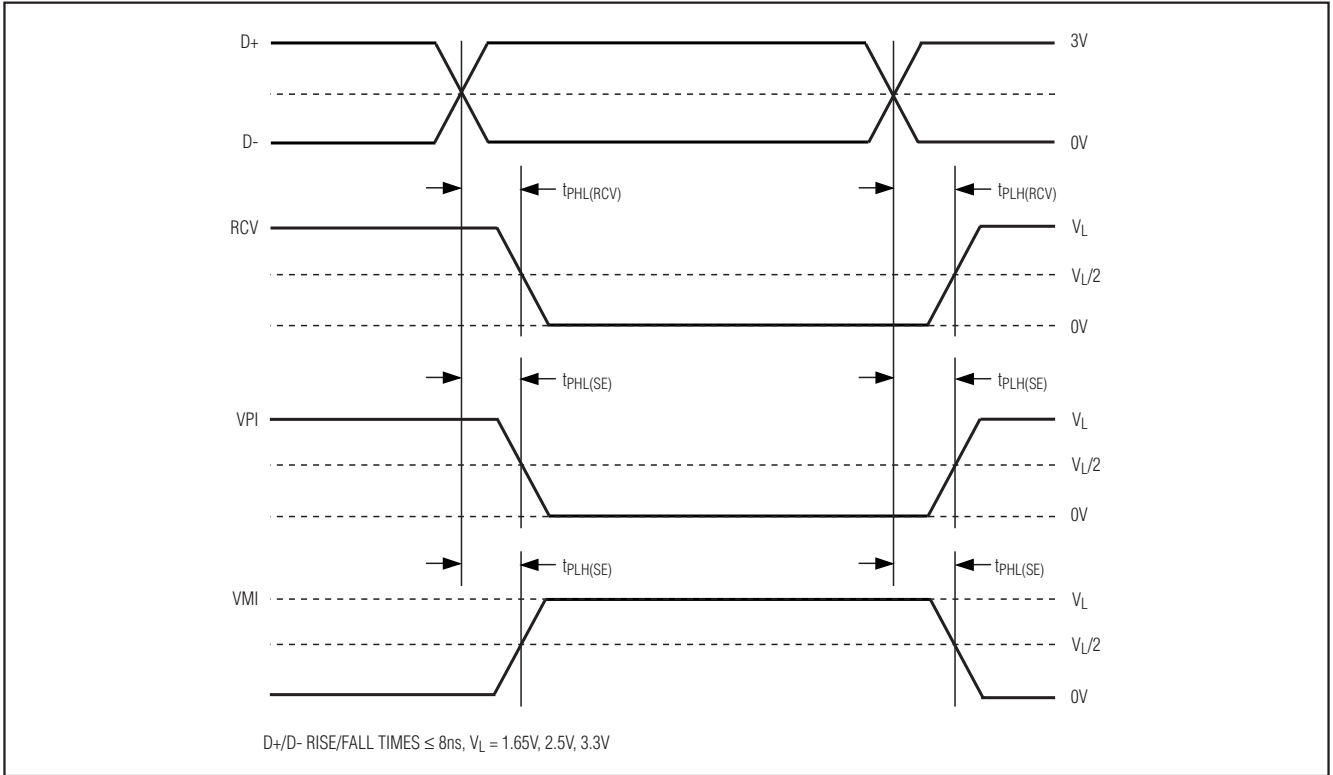 D+ 3V
D- 0V
tPHL(RCV) tPLH(RCV)
RCV VL
VL/2
0V
tPHL(SE) tPLH(SE)
VPI VL
VL/2
0V
tPLH(SE) tPHL(SE)
VMI VL
VL/2
0V
D+/D- RISE/FALL TIMES ≤ 8ns, VL = 1.65V, 2.5V, 3.3V